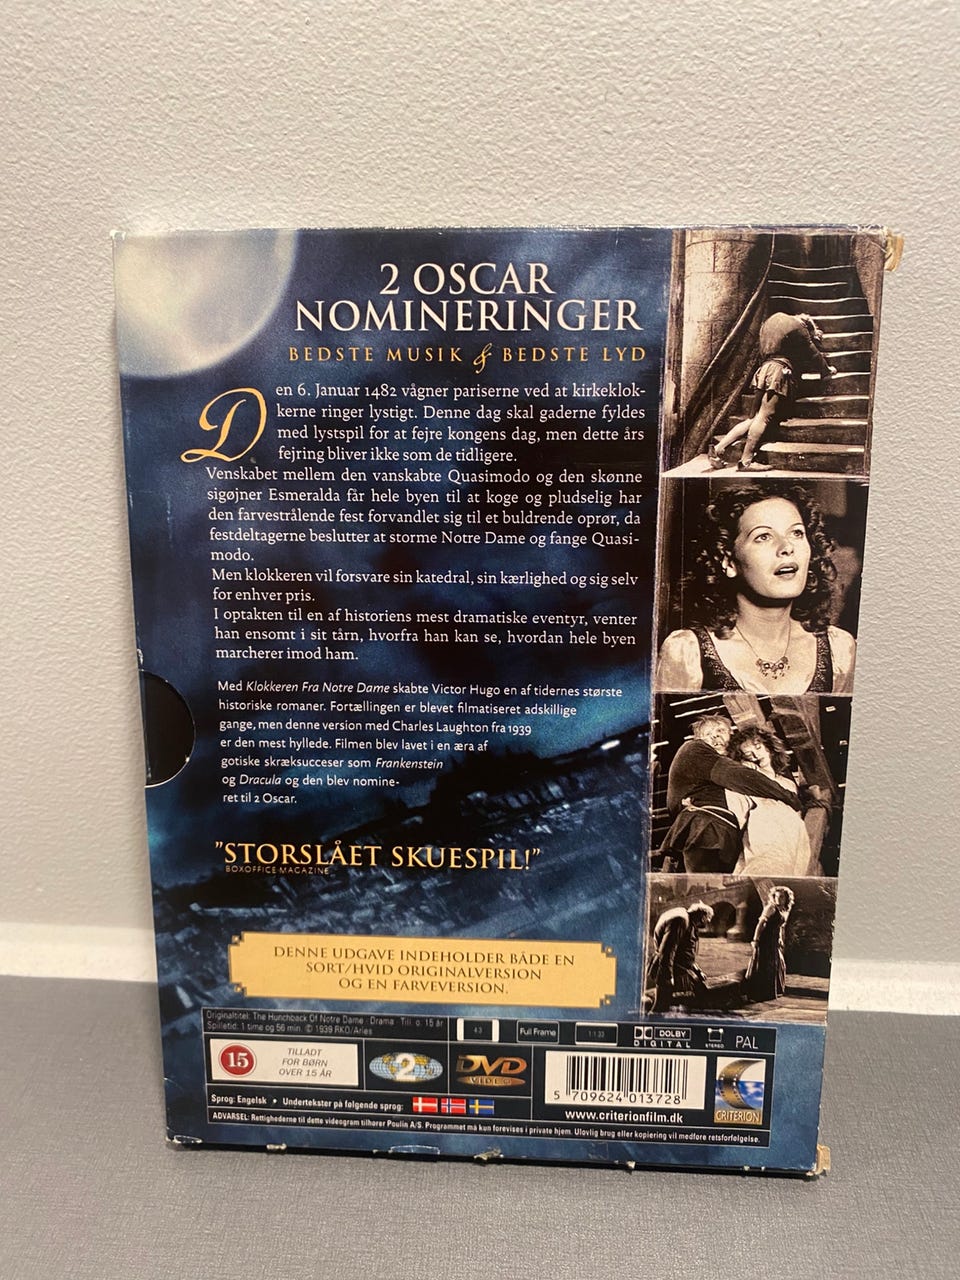 2 OSCAR
NOMINERINGER
BEDSTE MUSIK & BEDSTE LYD
Den 6. Januar 1482 vågner pariserne ved at kirkeklok-
kerne ringer lystigt. Denne dag skal gaderne fyldes
med lystspil for at fejre kongens dag, men dette års
fejring bliver ikke som de tidligere.
Venskabet mellem den vanskabte Quasimodo og den skønne
sigøjner Esmeralda får hele byen til at koge og pludselig har
den farvestrålende fest forvandlet sig til et buldrende oprør, da
festdeltagerne beslutter at storme Notre Dame og fange Quasi-
modo.
Men klokkeren vil forsvare sin katedral, sin kærlighed og sig selv
for enhver pris.
I optakten til en af historiens mest dramatiske eventyr, venter
han ensomt i sit tårn, hvorfra han kan se, hvordan hele byen
marcherer imod ham.
Med Klokkeren Fra Notre Dame skabte Victor Hugo en af tidernes største
historiske romaner. Fortællingen er blevet filmatiseret adskillige
gange, men denne version med Charles Laughton fra 1939
er den mest hyllede. Filmen blev lavet i en æra af
gotiske skræksucceser som Frankenstein
og Dracula og den blev nomine-
ret til 2 Oscar.
"STORSLÅET SKUESPIL!"
BOXOFFICE MAGAZINE
DENNE UDGAVE INDEHOLDER BÅDE EN
SORT/HVID ORIGINALVERSION
OG EN FARVEVERSION.
Originaltitel: The Hunchback Of Notre Dame · Drama · Till. o. 15 år
Spilletid: 1 time og 56 min. © 1939 RKO/Aries
4:3
Full Frame
1:1.33
DOLBY
DIGITAL
STEREO
PAL
15
TILLADT
FOR BØRN
OVER 15 ÅR
2
DVD
VIDEO
5 709624 013728
www.criterionfilm.dk
CRITERION
Sprog: Engelsk • Undertekster på følgende sprog:
ADVARSEL: Rettighederne til dette videogram tilhører Poulin A/S. Programmet må kun forevises i private hjem. Ulovlig brug eller kopiering vil medføre retsforfølgelse.